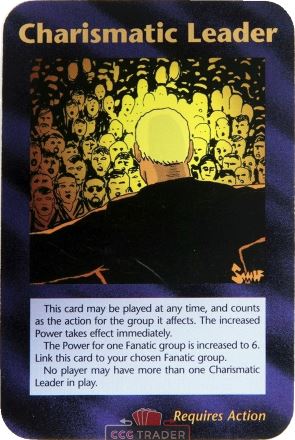 Charismatic Leader
This card may be played at any time, and counts
as the action for the group it affects. The increased
Power takes effect immediately.
The Power for one Fanatic group is increased to 6.
Link this card to your chosen Fanatic group.
No player may have more than one Charismatic
Leader in play.
Requires Action
CCG TRADER